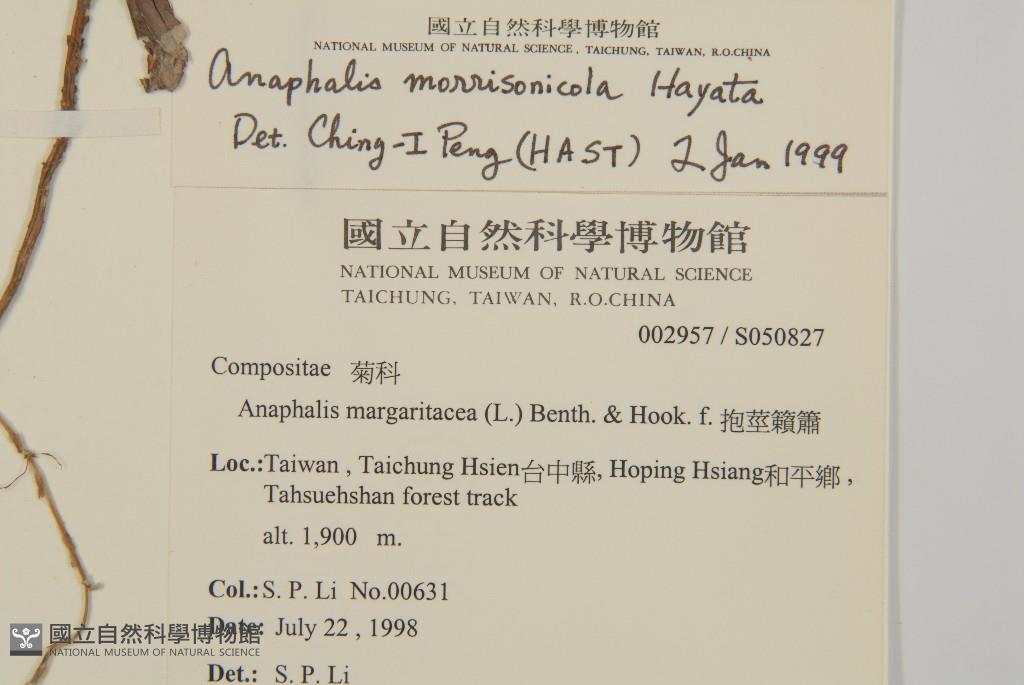 國立自然科學博物館
NATIONAL MUSEUM OF NATURAL SCIENCE, TAICHUNG, TAIWAN, R.O.CHINA
Anaphalis morrisonicola Hayata
Det. Ching-I Peng (HAST) 2 Jan 1999
國立自然科學博物館
NATIONAL MUSEUM OF NATURAL SCIENCE
TAICHUNG, TAIWAN, R.O.CHINA
002957 / S050827
Compositae 菊科
Anaphalis margaritacea (L.) Benth. & Hook. f. 抱莖籟簫
Loc.:Taiwan , Taichung Hsien台中縣, Hoping Hsiang和平鄉 ,
Tahsuehshan forest track
alt. 1,900 m.
Col.: S. P. Li No.00631
Date: July 22 , 1998
Det.: S. P. Li
國立自然科學博物館
NATIONAL MUSEUM OF NATURAL SCIENCE